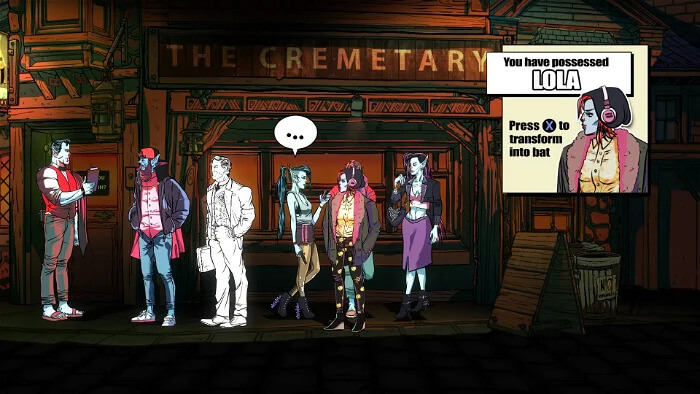 THE CREMETARY
You have possessed
LOLA
Press X to
transform
into bat
...